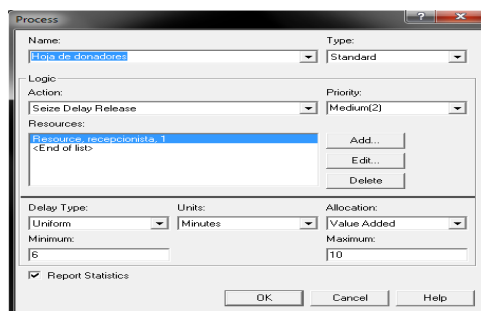 Process
Name: Type:
Hoja de donadores Standard
Logic
Action: Priority:
Seize Delay Release Medium(2)
Resources:
Resource, recepcionista, 1 Add...
<End of list> Edit...
Delete
Delay Type: Units: Allocation:
Uniform Minutes Value Added
Minimum: Maximum:
6 10
Report Statistics
OK Cancel Help